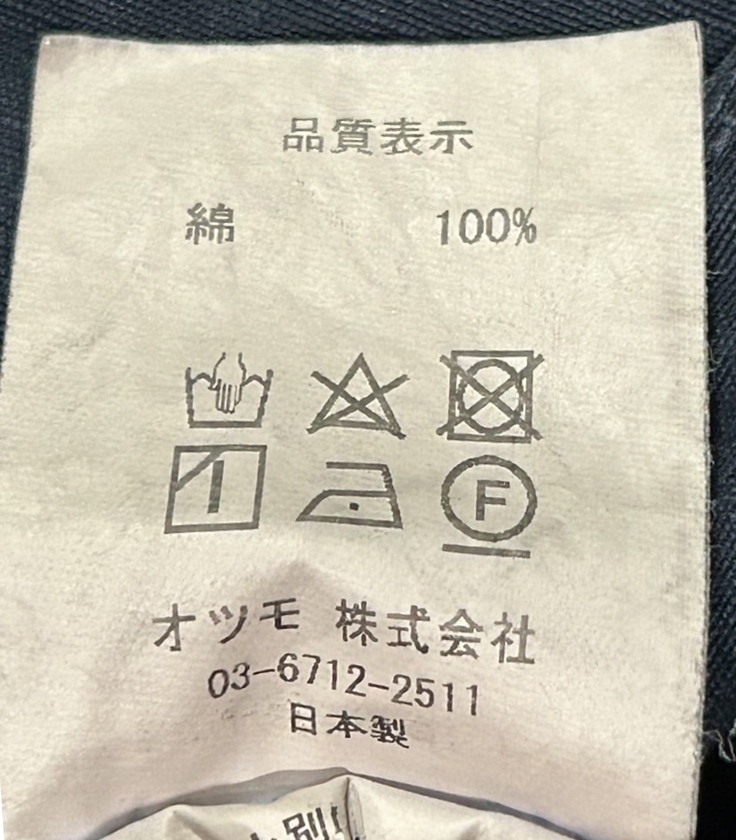 品質表示
綿 100%
F
オツモ 株式会社
03-6712-2511
日本製